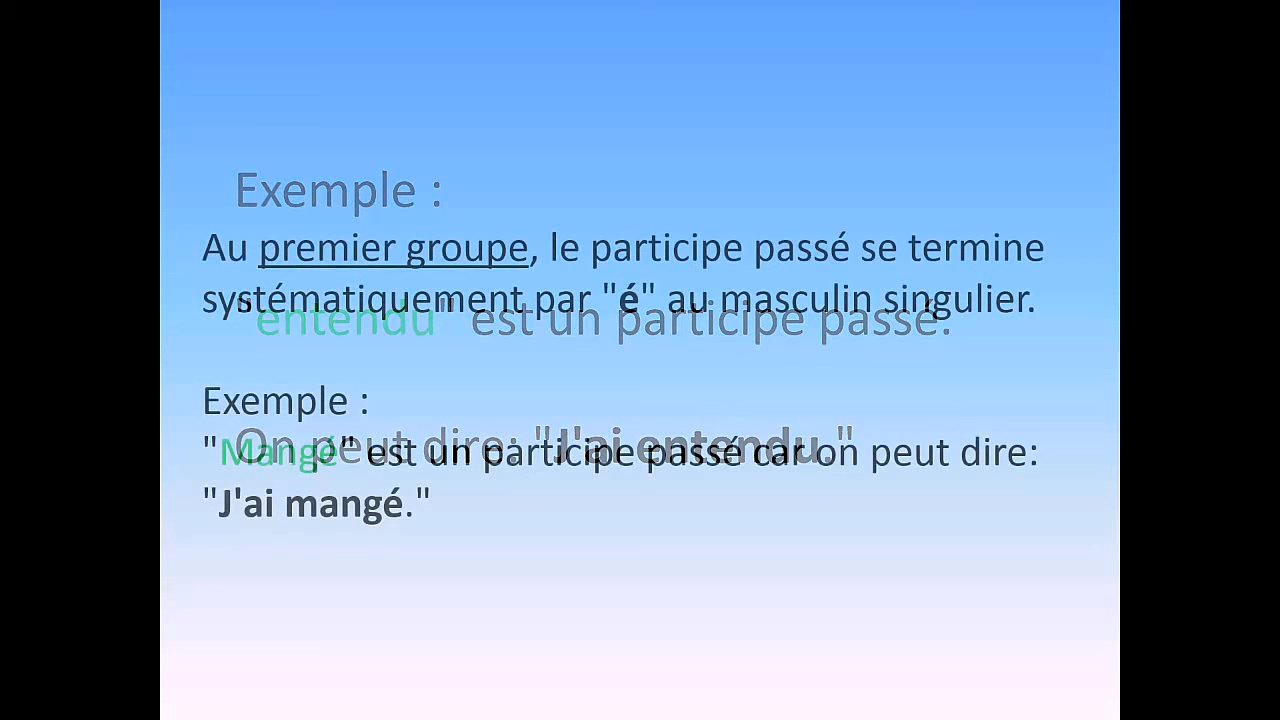 Exemple :
Au premier groupe, le participe passé se termine
systématiquement par "é" au masculin singulier.
"entendu" est un participe passé.
Exemple :
On peut dire: "J'ai entendu."
"Mangé" est un participe passé car on peut dire:
"J'ai mangé."